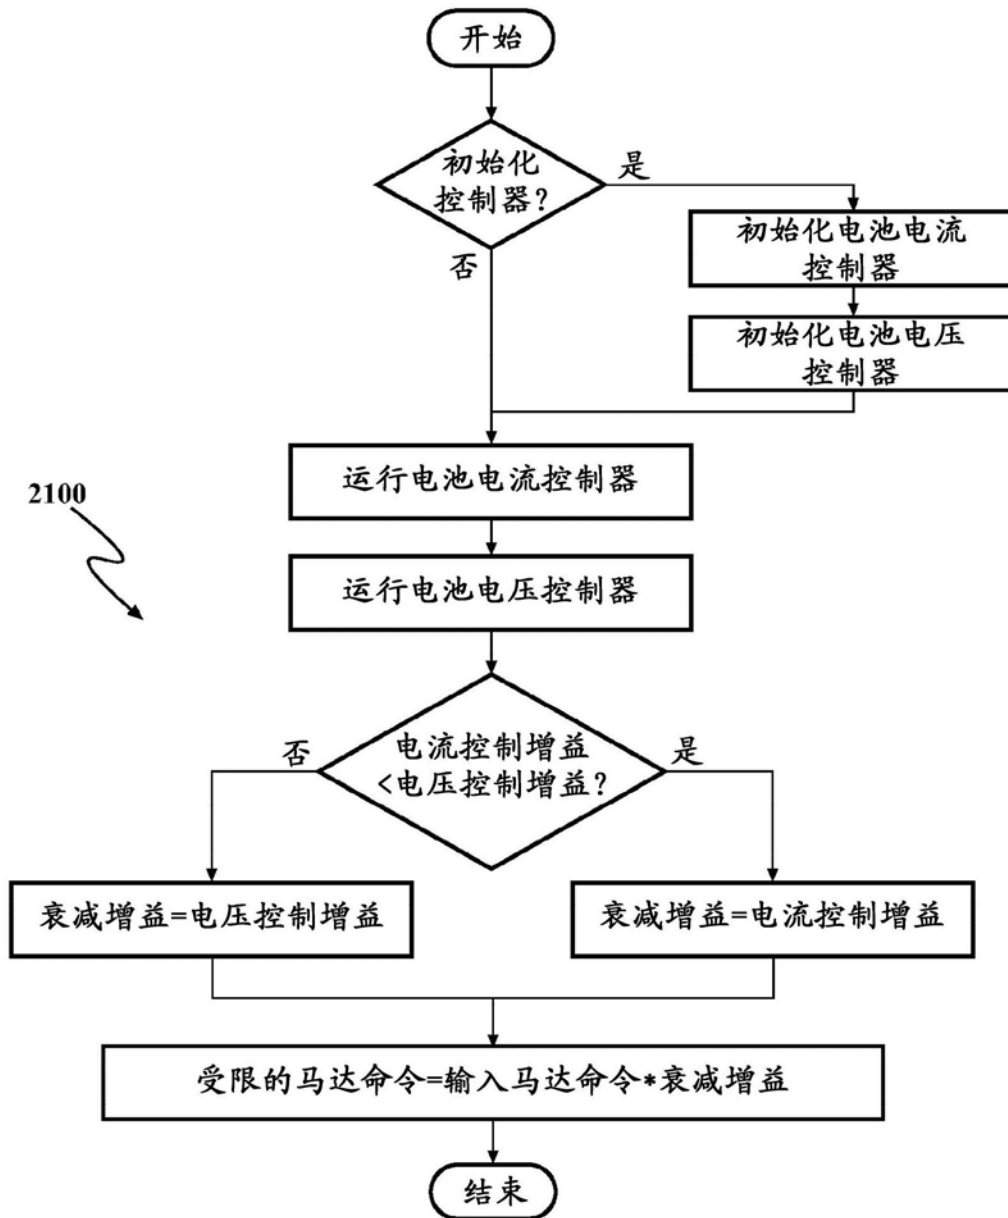 开始
初始化
控制器？
是
否
初始化电池电流
控制器
初始化电池电压
控制器
运行电池电流控制器
2100
运行电池电压控制器
电流控制增益
<电压控制增益？
否
是
衰减增益=电压控制增益
衰减增益=电流控制增益
受限的马达命令=输入马达命令*衰减增益
结束